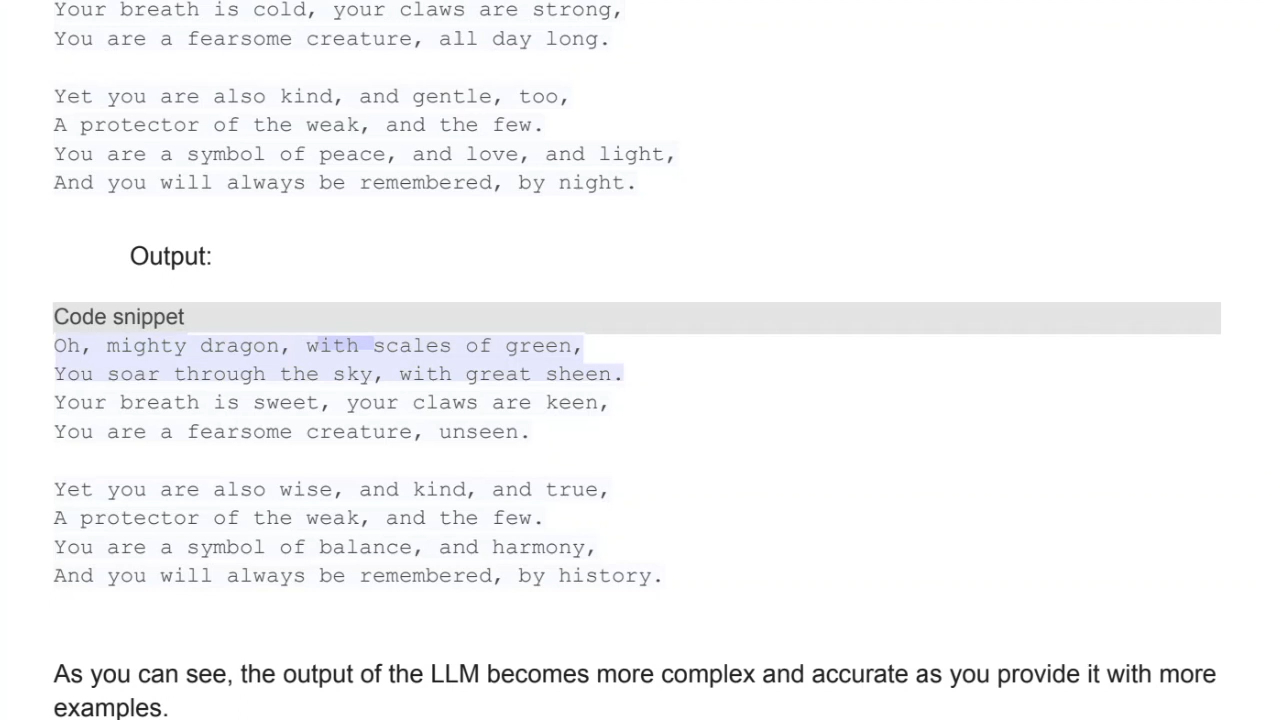 Your breath is cold, your claws are strong,
You are a fearsome creature, all day long.
Yet you are also kind, and gentle, too,
A protector of the weak, and the few.
You are a symbol of peace, and love, and light,
And you will always be remembered, by night.
Output:
Code snippet
Oh, mighty dragon, with scales of green,
You soar through the sky, with great sheen.
Your breath is sweet, your claws are keen,
You are a fearsome creature, unseen.
Yet you are also wise, and kind, and true,
A protector of the weak, and the few.
You are a symbol of balance, and harmony,
And you will always be remembered, by history.
As you can see, the output of the LLM becomes more complex and accurate as you provide it with more
examples.